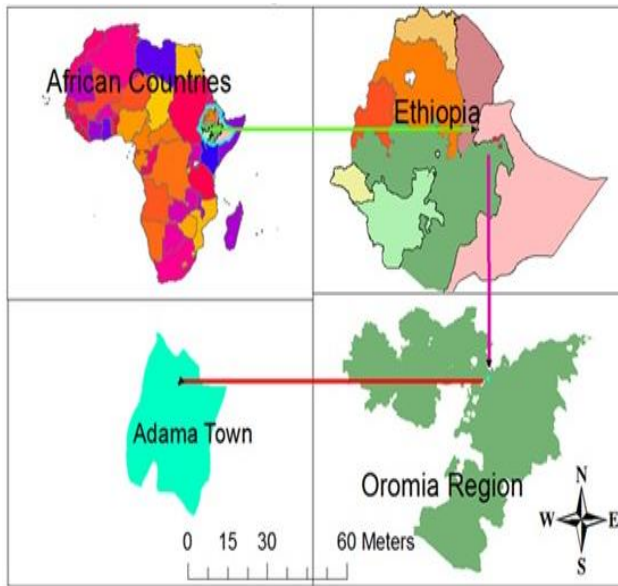 African Countries
Ethiopia
Adama Town
Oromia Region
N
W E
S
0 15 30 60 Meters